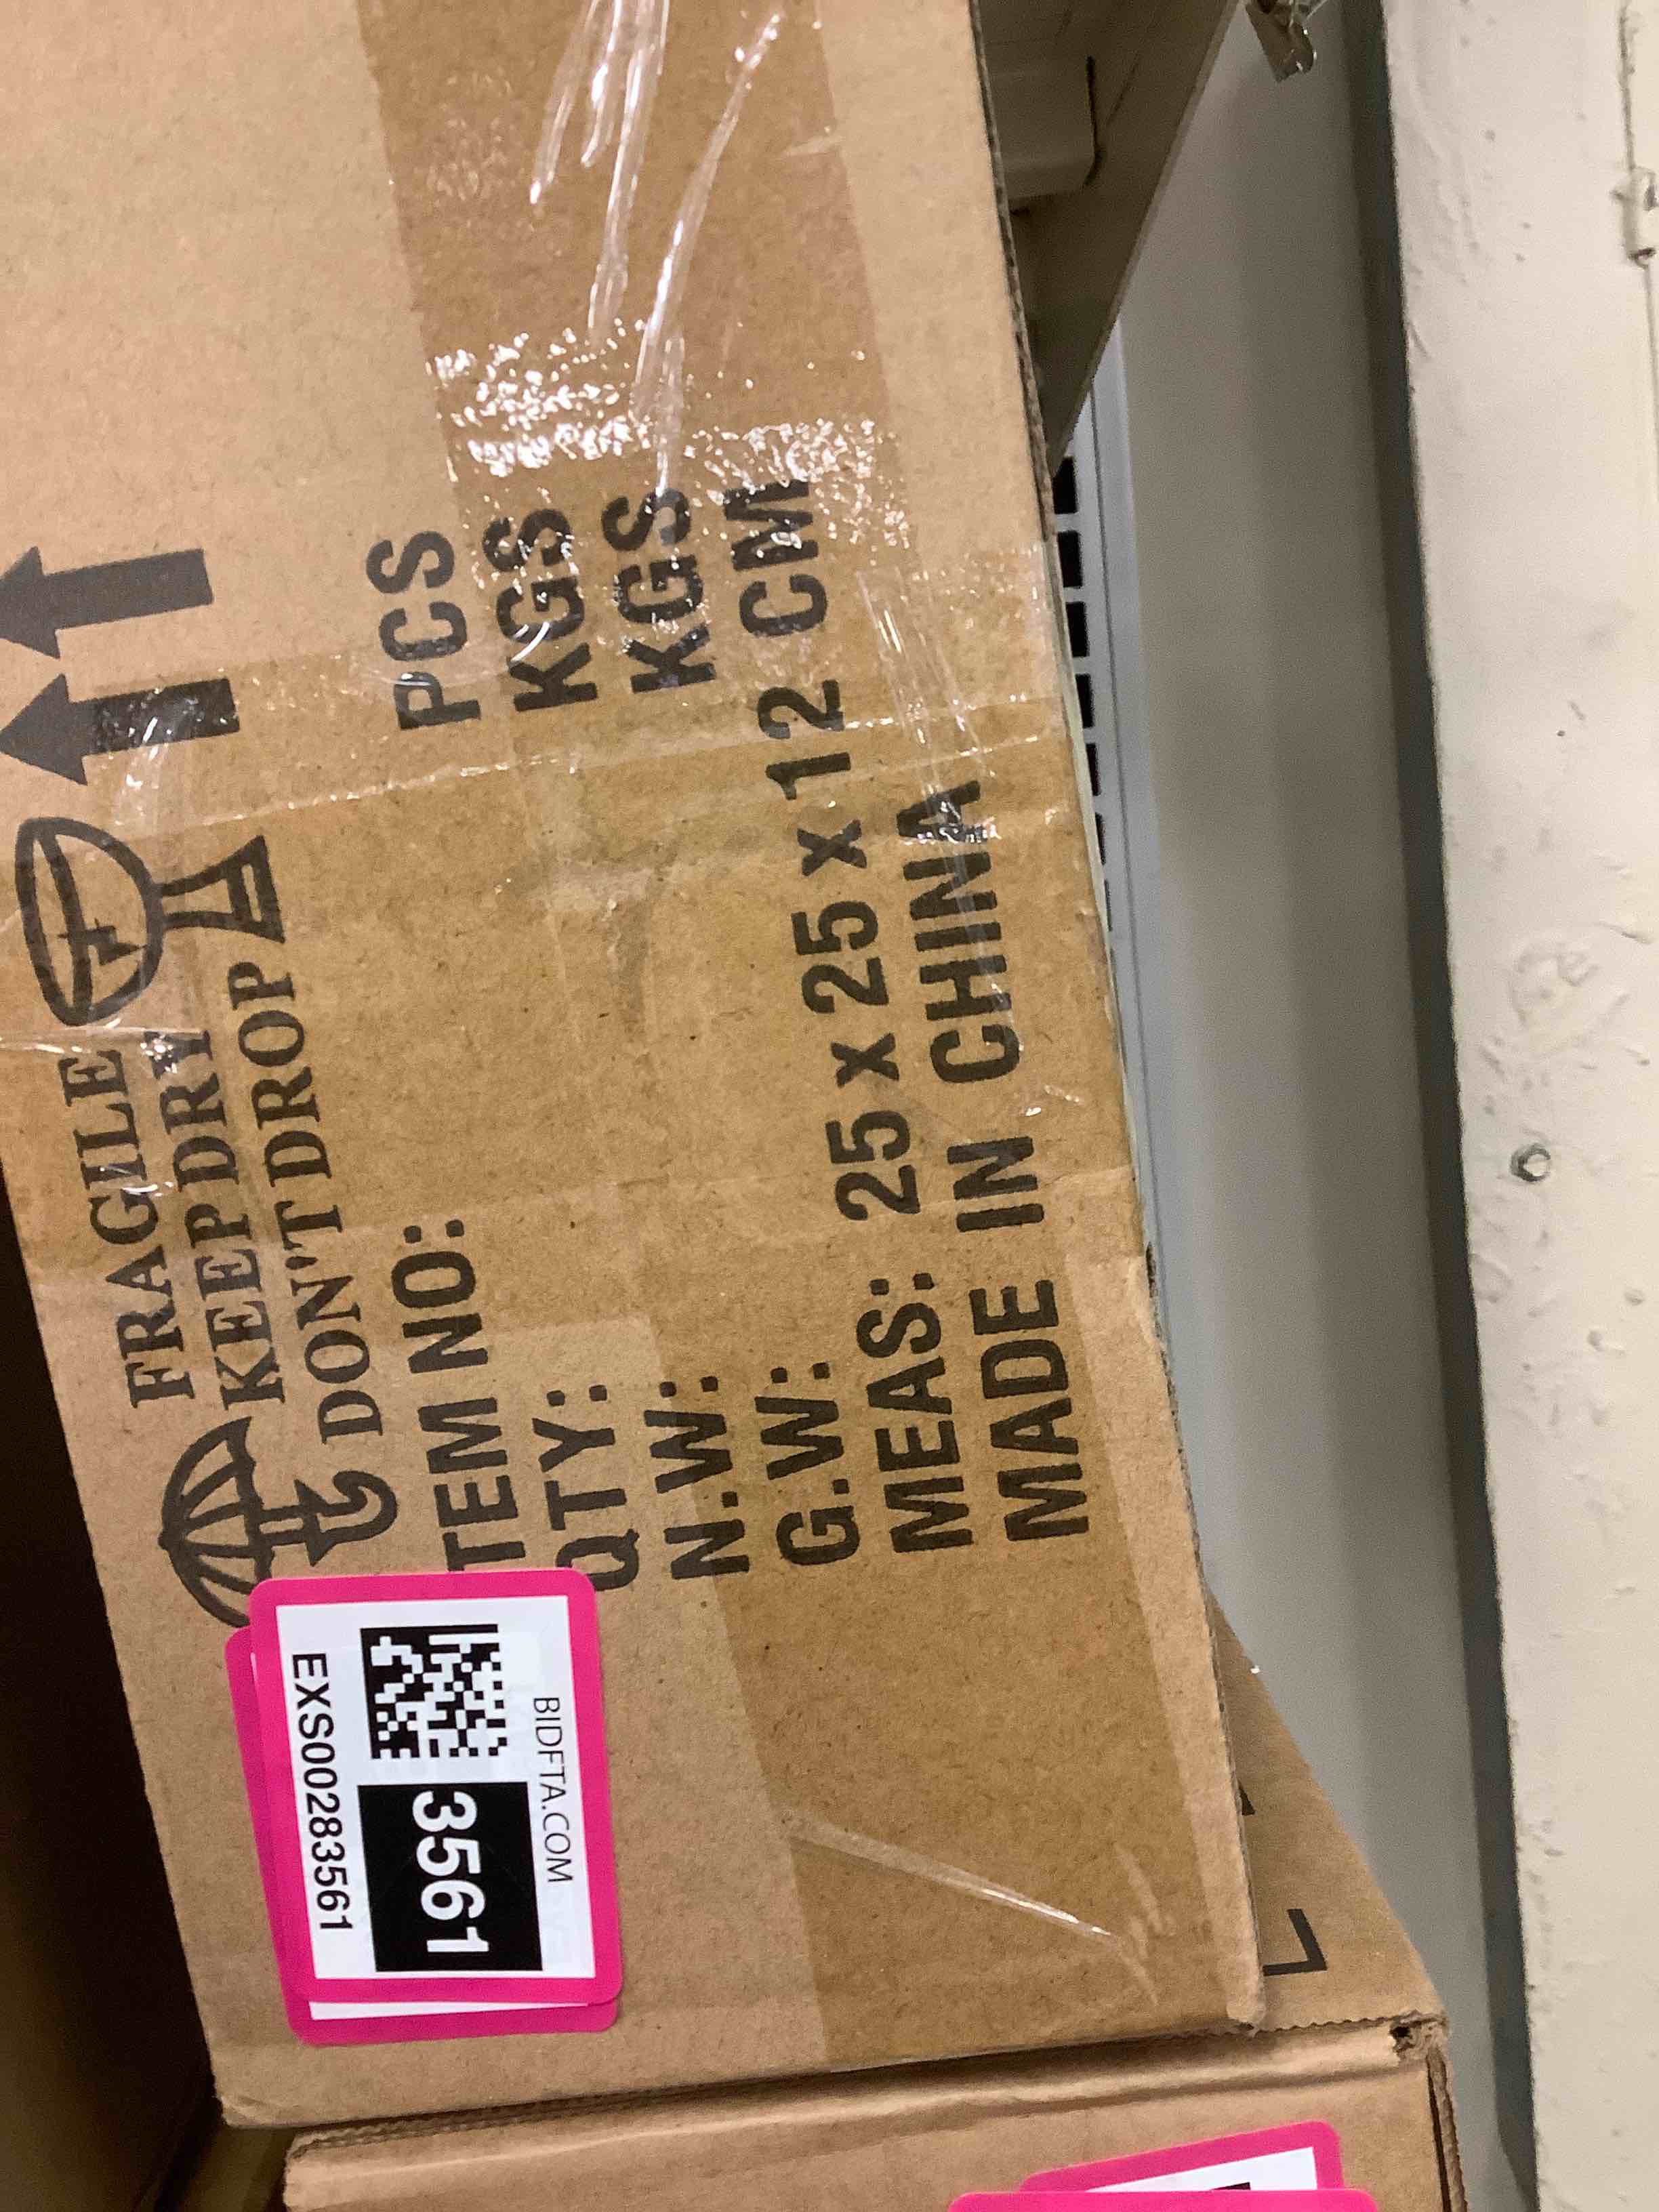 FRAGILE
KEEP DRY
DON'T DROP
TEM NO:
QTY: PCS
N.W: KGS
G.W: KGS
MEAS: 25 x 25 x 12 CM
MADE IN CHINA
BIDFTA.COM
3561
EXS00283561